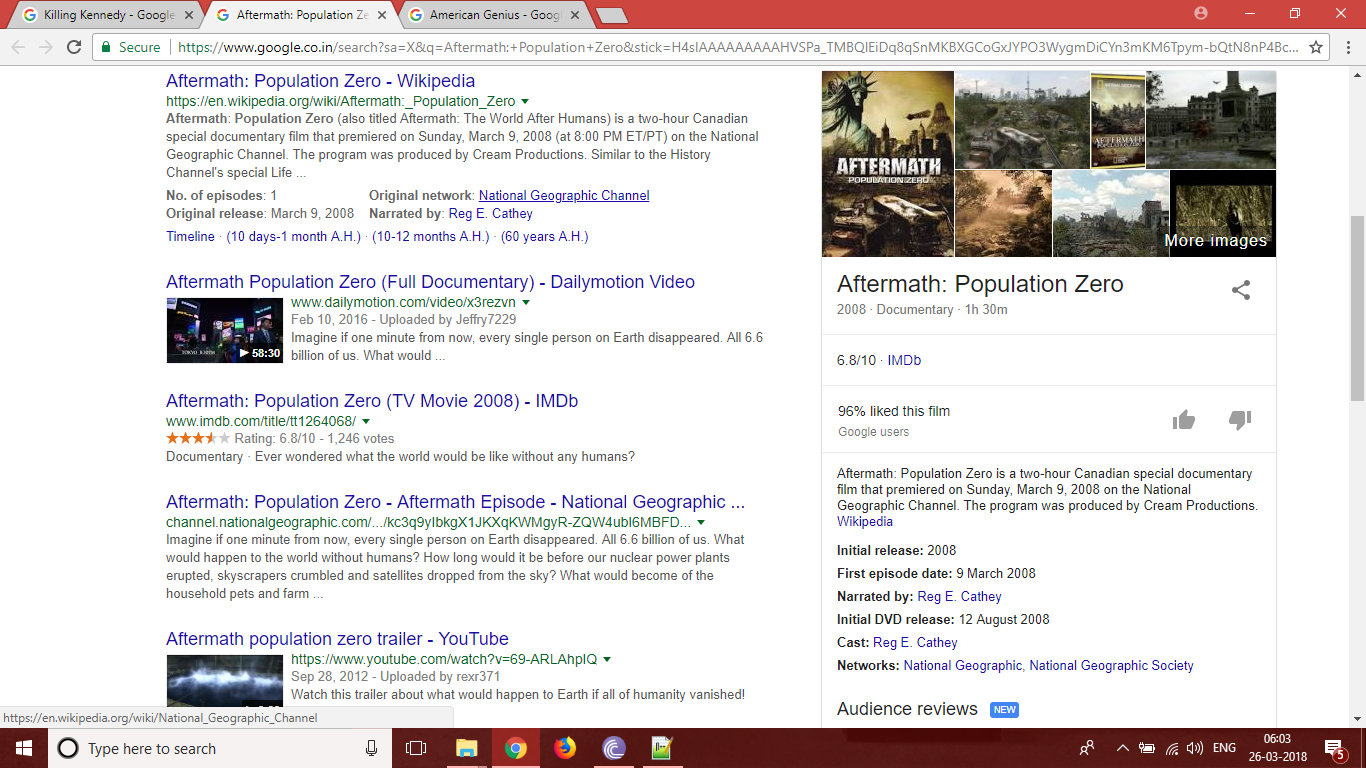 Killing Kennedy - Google
Aftermath: Population Ze
American Genius - Googl
Secure
https://www.google.co.in/search?sa=X&q=Aftermath:+Population+Zero&stick=
Aftermath: Population Zero - Wikipedia
https://en.wikipedia.org/wiki/Aftermath:_Population_Zero
Aftermath: Population Zero (also titled Aftermath: The World After Humans) is a two-hour Canadian
special documentary film that premiered on Sunday, March 9, 2008 (at 8:00 PM ET/PT) on the National
Geographic Channel. The program was produced by Cream Productions. Similar to the History
Channel's special Life ...
No. of episodes: 1 Original network: National Geographic Channel
Original release: March 9, 2008 Narrated by: Reg E. Cathey
Timeline · (10 days-1 month A.H.) · (10-12 months A.H.) · (60 years A.H.)
Aftermath Population Zero (Full Documentary) - Dailymotion Video
www.dailymotion.com/video/x3rezvn
Feb 10, 2016 - Uploaded by Jeffry7229
Imagine if one minute from now, every single person on Earth disappeared. All 6.6
billion of us. What would ...
58:30
Aftermath: Population Zero (TV Movie 2008) - IMDb
www.imdb.com/title/tt1264068/
Rating: 6.8/10 - 1,246 votes
Documentary · Ever wondered what the world would be like without any humans?
Aftermath: Population Zero - Aftermath Episode - National Geographic ...
channel.nationalgeographic.com/.../kc3q9yIbkgX1JKXqKWMgyR-ZQW4ubI6MBFD...
Imagine if one minute from now, every single person on Earth disappeared. All 6.6 billion of us. What
would happen to the world without humans? How long would it be before our nuclear power plants
erupted, skyscrapers crumbled and satellites dropped from the sky? What would become of the
household pets and farm ...
Aftermath population zero trailer - YouTube
https://www.youtube.com/watch?v=69-ARLAhplQ
Sep 28, 2012 - Uploaded by rexr371
Watch this trailer about what would happen to Earth if all of humanity vanished!
https://en.wikipedia.org/wiki/National_Geographic_Channel
AFTERMATH
POPULATION ZERO
AFTERMATH
More images
Aftermath: Population Zero
2008 · Documentary · 1h 30m
6.8/10 · IMDb
96% liked this film
Google users
Aftermath: Population Zero is a two-hour Canadian special documentary
film that premiered on Sunday, March 9, 2008 on the National
Geographic Channel. The program was produced by Cream Productions.
Wikipedia
Initial release: 2008
First episode date: 9 March 2008
Narrated by: Reg E. Cathey
Initial DVD release: 12 August 2008
Cast: Reg E. Cathey
Networks: National Geographic, National Geographic Society
Audience reviews NEW
Type here to search
ENG
06:03
26-03-2018
5